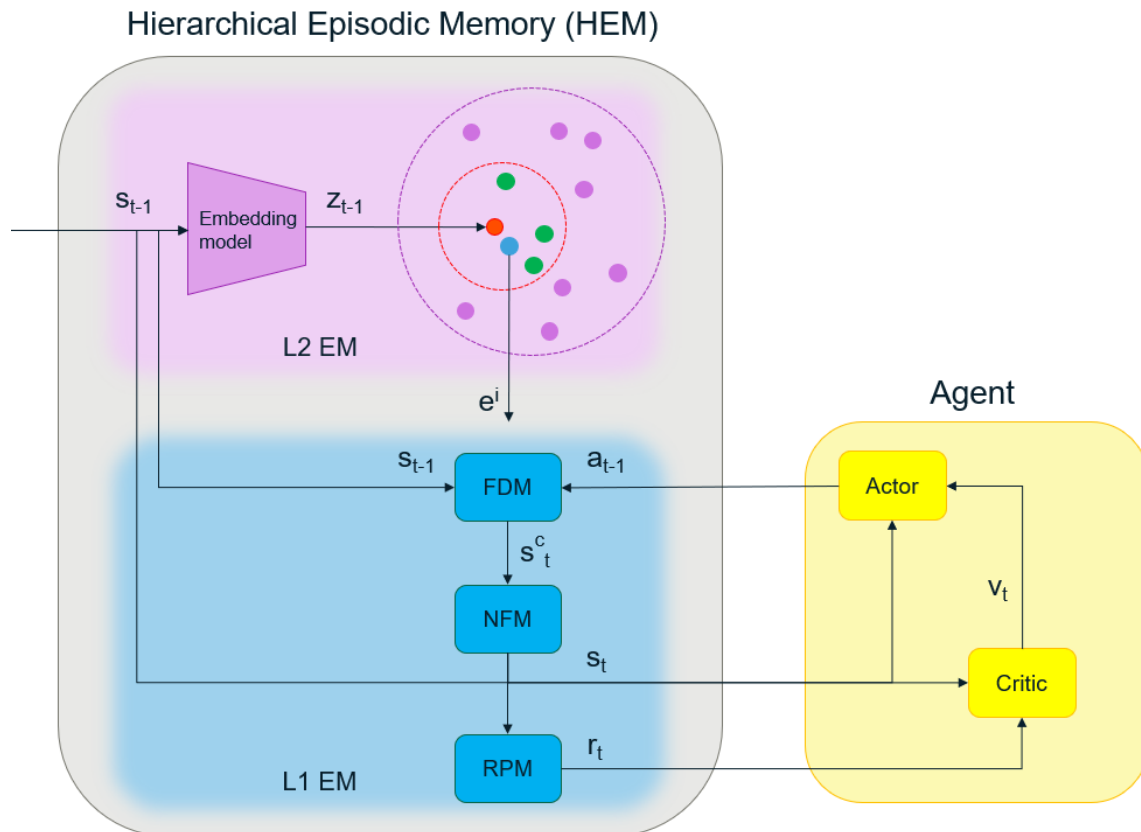 Hierarchical Episodic Memory (HEM)
s_{t-1}
Embedding
model
z_{t-1}
L2 EM
e^i
Agent
s_{t-1}
FDM
a_{t-1}
Actor
s^c_t
NFM
v_t
s_t
Critic
RPM
r_t
L1 EM